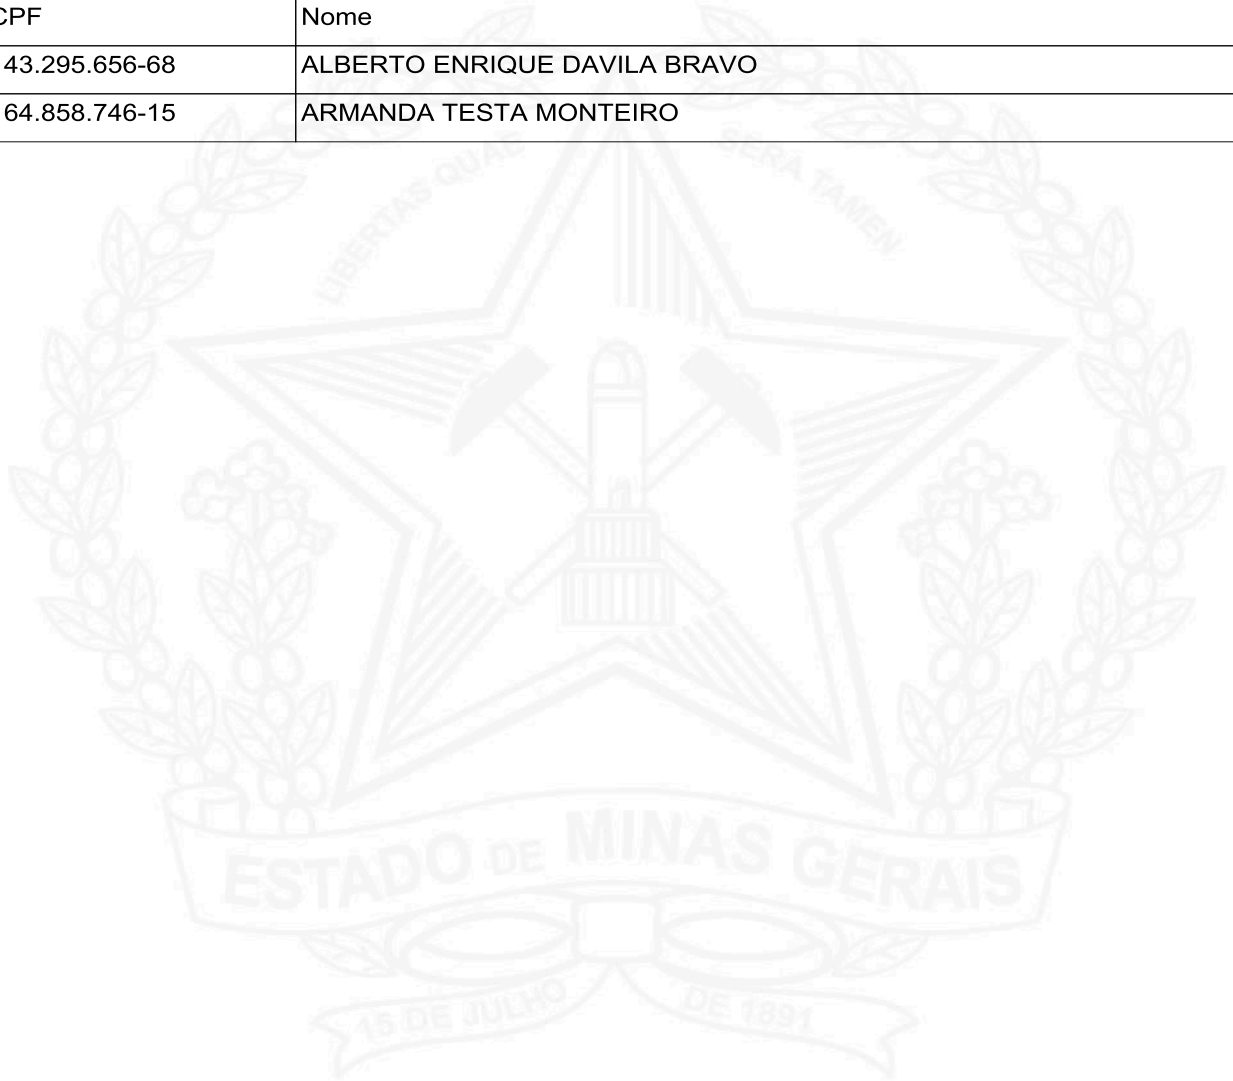 CPF Nome
43.295.656-68 ALBERTO ENRIQUE DAVILA BRAVO
64.858.746-15 ARMANDA TESTA MONTEIRO
LIBERTAS QUAE SERA TAMEN
ESTADO DE MINAS GERAIS
15 DE JULHO DE 1891